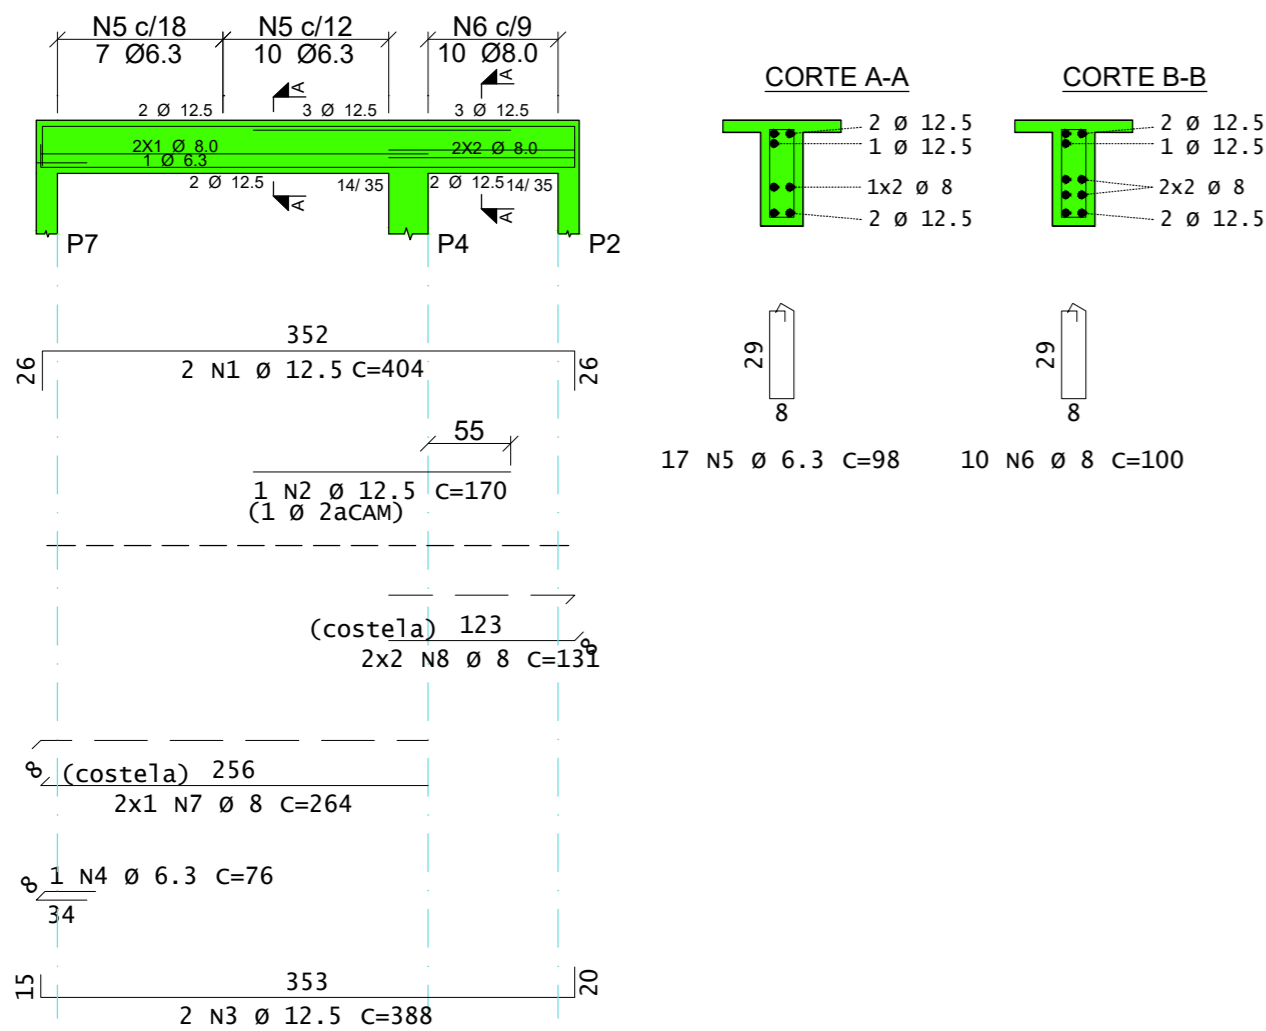 N5 c/18 N5 c/12 N6 c/9
7 Ø6.3 10 Ø6.3 10 Ø8.0
A A
2 Ø 12.5 3 Ø 12.5 3 Ø 12.5
2X1 Ø 8.0 2X2 Ø 8.0
1 Ø 6.3
2 Ø 12.5 14/ 35 2 Ø 12.5 14/ 35
A A
P7 P4 P2
CORTE A-A
2 Ø 12.5
1 Ø 12.5
1x2 Ø 8
2 Ø 12.5
CORTE B-B
2 Ø 12.5
1 Ø 12.5
2x2 Ø 8
2 Ø 12.5
352
26 26
2 N1 Ø 12.5 C=404
29
8
17 N5 Ø 6.3 C=98
29
8
10 N6 Ø 8 C=100
55
1 N2 Ø 12.5 C=170
(1 Ø 2aCAM)
(costela) 123
8
2x2 N8 Ø 8 C=131
8 (costela) 256
2x1 N7 Ø 8 C=264
8 1 N4 Ø 6.3 C=76
34
353
15 20
2 N3 Ø 12.5 C=388